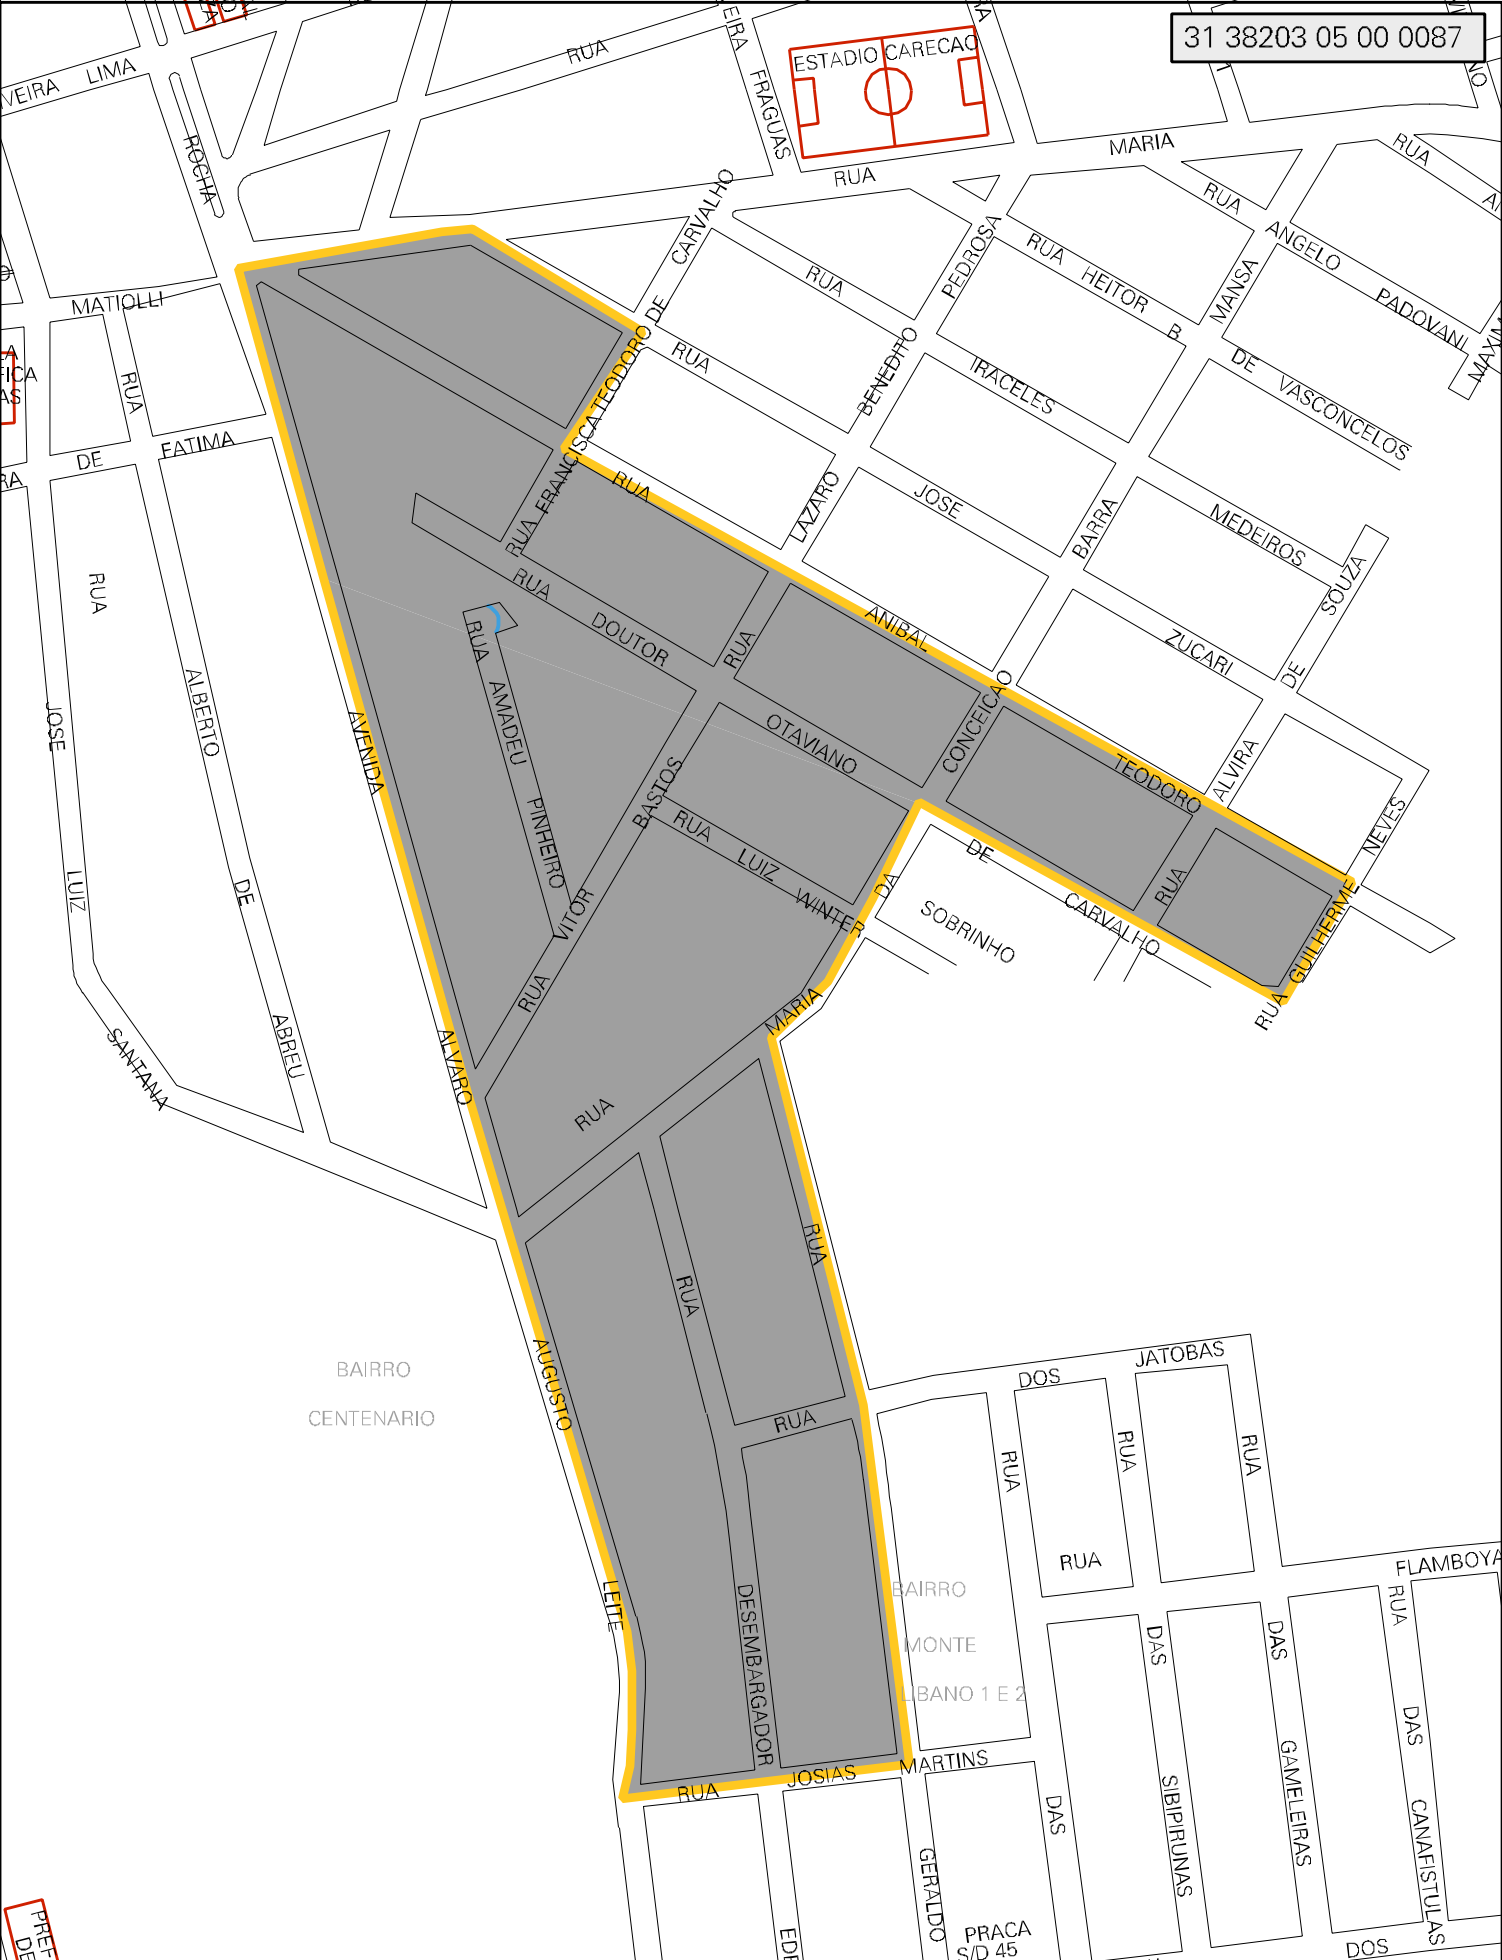 31 38203 05 00 0087
ESTADIO CARECAO
RUA
FRAGUAS
VEIRA LIMA
ROCHA
MARIA
RUA
RUA
CARVALHO
RUA
ANGELO
PADOVANI
PEDROSA
RUA HEITOR B
DE VASCONCELOS
MANSA
RUA
MATIOLLI
RUA
DE FATIMA
DE
TEODORO
FRANCISCA
RUA
RUA
RUA
BENEDITO
LAZARO
IRACELES
JOSE
MEDEIROS
BARRA
SOUZA
DE
ZUCARI
ALVIRA
NEVES
RUA
ANIBAL
TEODORO
RUA
DOUTOR
OTAVIANO
DE
CARVALHO
RUA
CONCEICAO
DA
MARIA
RUA
RUA
AMADEU
PINHEIRO
RUA
VITOR
BASTOS
RUA LUIZ WINTER
SOBRINHO
RUA
GUILHERME
RUA
JOSE
LUIZ
SANTANA
RUA
ALBERTO
DE
ABREU
AVENIDA
ALVARO
AUGUSTO
LEITE
BAIRRO
CENTENARIO
RUA
RUA
RUA
DESEMBARGADOR
RUA JOSIAS MARTINS
BAIRRO
MONTE
LIBANO 1 E 2
DOS JATOBAS
RUA
RUA
RUA
RUA
FLAMBOYA
RUA
DAS
DAS
DAS
DAS
SIBIPIRUNAS
GAMELEIRAS
CANAFISTULAS
GERALDO
PRACA
S/D 45
DOS
PREF